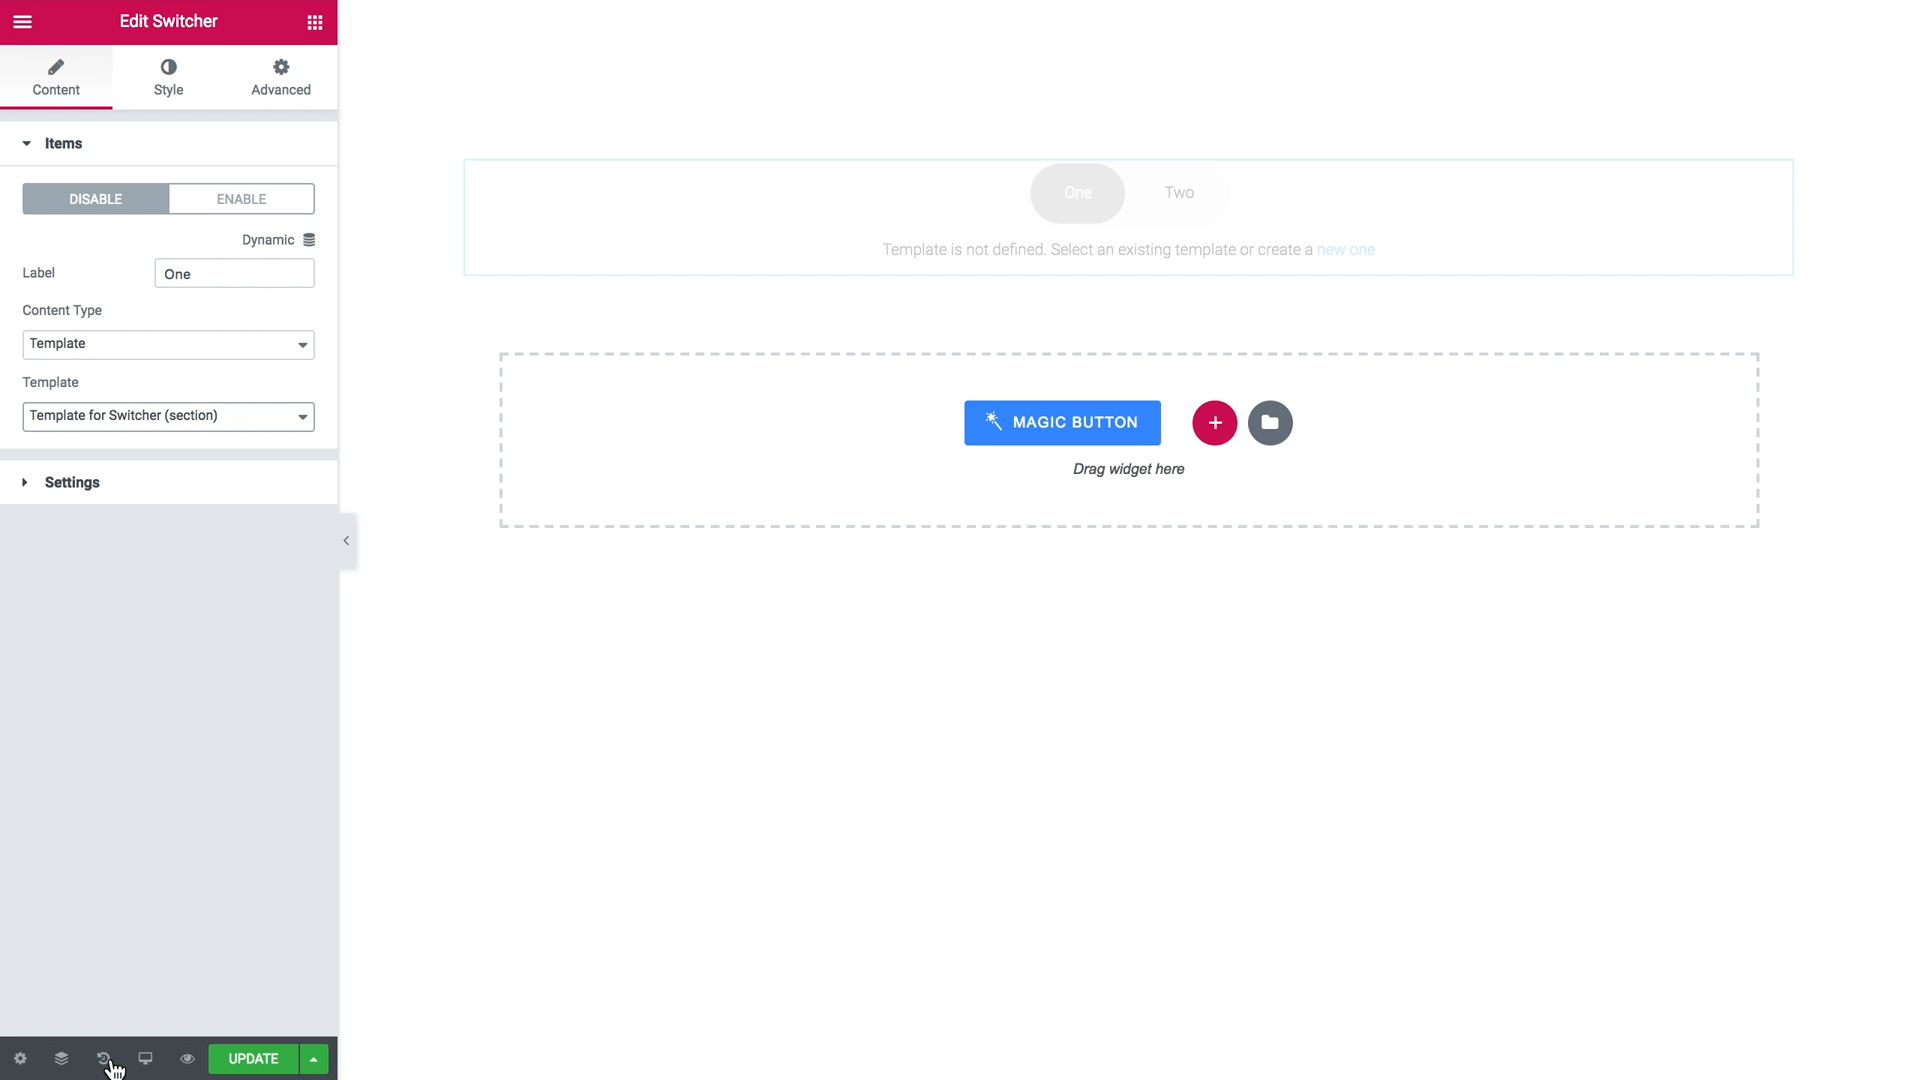 Edit Switcher
Content
Style
Advanced
Items
DISABLE
ENABLE
Dynamic
Label
One
Content Type
Template
Template
Template for Switcher (section)
Settings
UPDATE
One
Two
Template is not defined. Select an existing template or create a new one
MAGIC BUTTON
Drag widget here